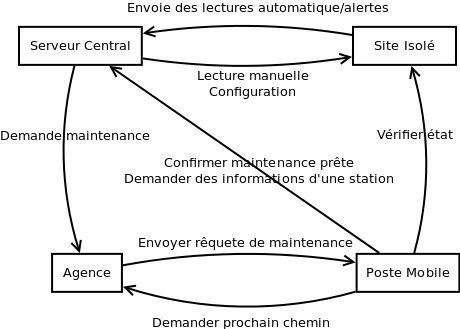 Envoie des lectures automatique/alertes
Serveur Central
Site Isolé
Lecture manuelle
Configuration
Demande maintenance
Vérifier état
Confirmer maintenance prête
Demander des informations d'une station
Envoyer rêquete de maintenance
Agence
Poste Mobile
Demander prochain chemin